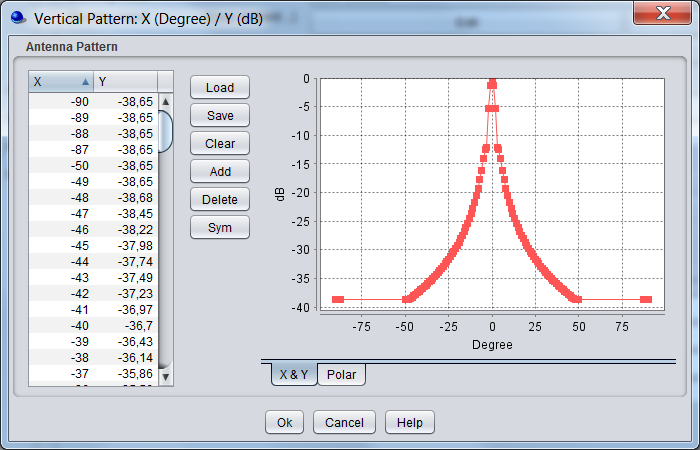 Vertical Pattern: X (Degree) / Y (dB)
Antenna Pattern
X Y
-90 -38,65
-89 -38,65
-88 -38,65
-87 -38,65
-50 -38,65
-49 -38,65
-48 -38,68
-47 -38,45
-46 -38,22
-45 -37,98
-44 -37,74
-43 -37,49
-42 -37,23
-41 -36,97
-40 -36,7
-39 -36,43
-38 -36,14
-37 -35,86
Load
Save
Clear
Add
Delete
Sym
0
-5
-10
-15
-20
-25
-30
-35
-40
dB
-75 -50 -25 0 25 50 75
Degree
X & Y Polar
Ok Cancel Help